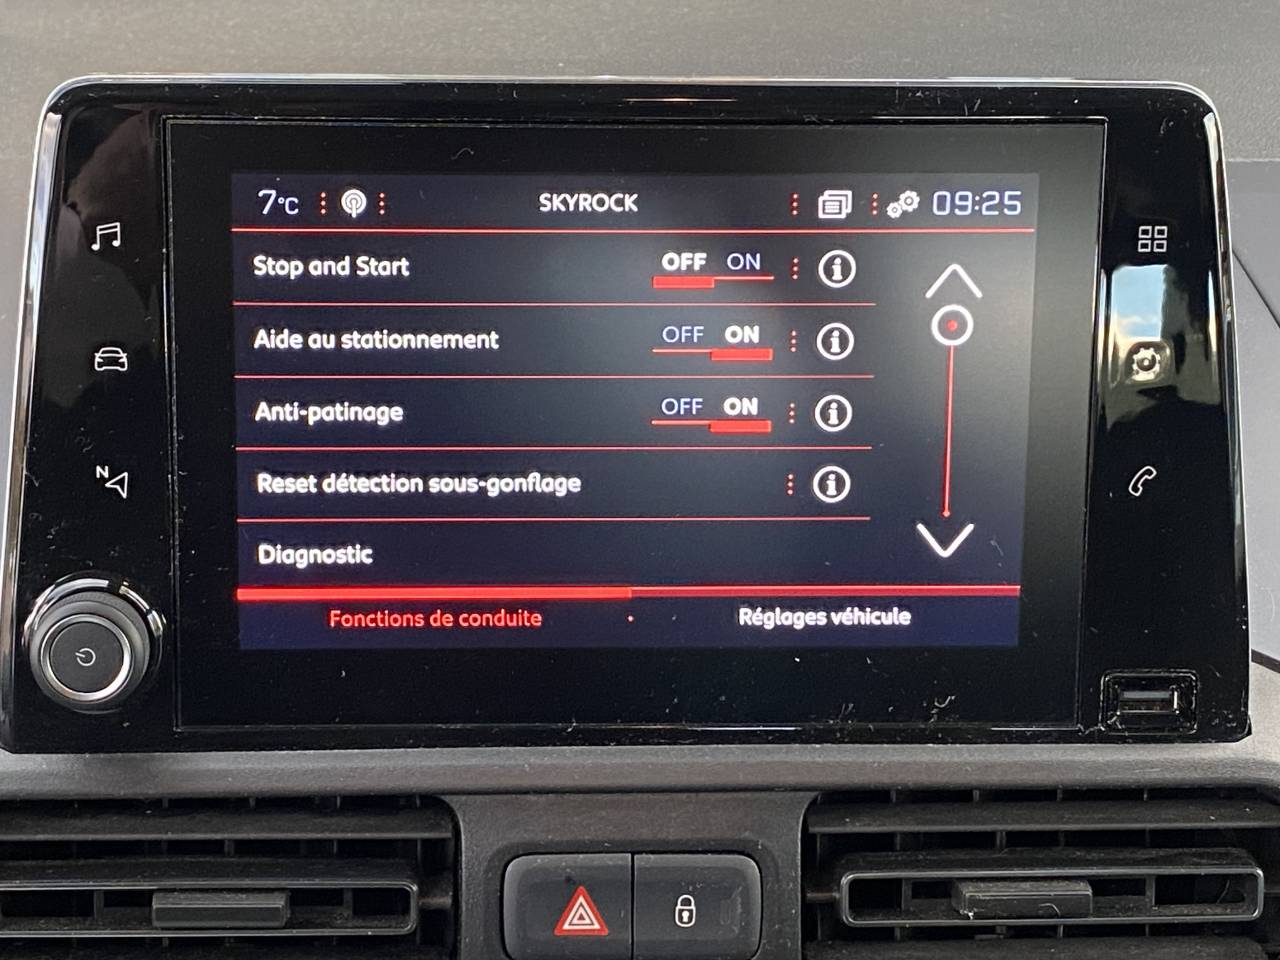 7°C SKYROCK 09:25
Stop and Start OFF ON
Aide au stationnement OFF ON
Anti-patinage OFF ON
Reset détection sous-gonflage
Diagnostic
Fonctions de conduite Réglages véhicule
N